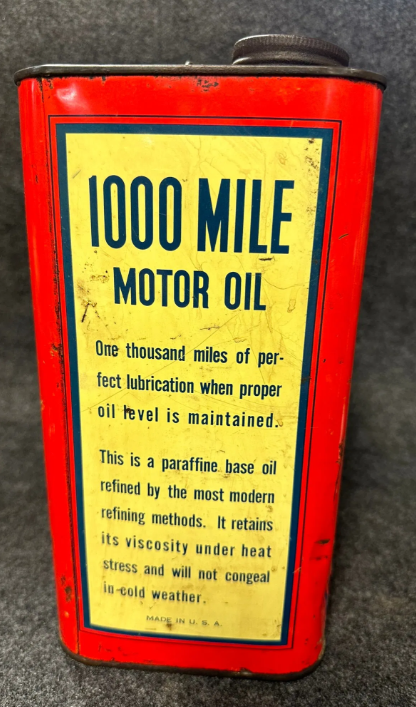 1000 MILE
MOTOR OIL
One thousand miles of per-
fect lubrication when proper
oil level is maintained.
This is a paraffine base oil
refined by the most modern
refining methods. It retains
its viscosity under heat
stress and will not congeal
in cold weather.
MADE IN U. S. A.